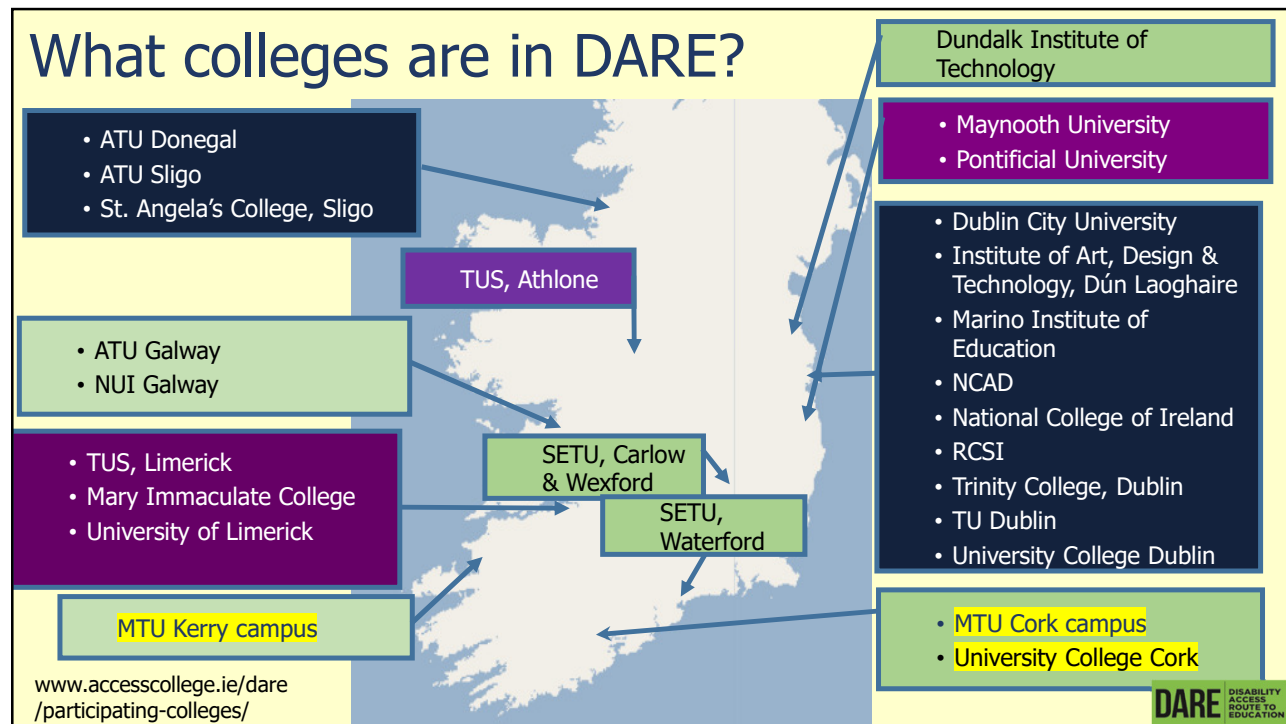 What colleges are in DARE?
Dundalk Institute of
Technology
• ATU Donegal
• ATU Sligo
• St. Angela’s College, Sligo
• Maynooth University
• Pontificial University
TUS, Athlone
• Dublin City University
• Institute of Art, Design &
Technology, Dún Laoghaire
• Marino Institute of
Education
• NCAD
• National College of Ireland
• RCSI
• Trinity College, Dublin
• TU Dublin
• University College Dublin
• ATU Galway
• NUI Galway
SETU, Carlow
& Wexford
SETU,
Waterford
• TUS, Limerick
• Mary Immaculate College
• University of Limerick
MTU Kerry campus
• MTU Cork campus
• University College Cork
www.accesscollege.ie/dare
/participating-colleges/
DARE
DISABILITY
ACCESS
ROUTE TO
EDUCATION